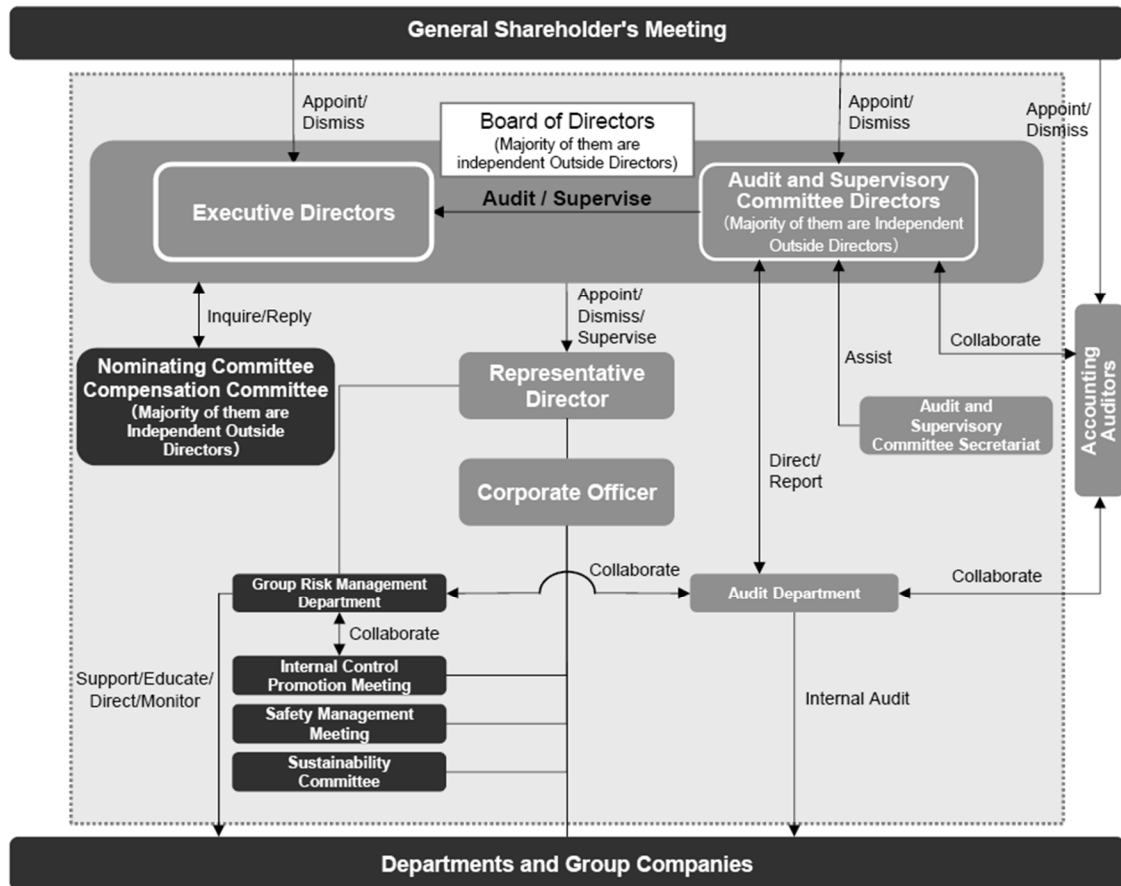 General Shareholder's Meeting
Appoint/
Dismiss
Board of Directors
(Majority of them are
independent Outside Directors)
Appoint/
Dismiss
Appoint/
Dismiss
Executive Directors
Audit / Supervise
Audit and Supervisory
Committee Directors
(Majority of them are Independent
Outside Directors)
Inquire/Reply
Appoint/
Dismiss/
Supervise
Assist
Collaborate
Nominating Committee
Compensation Committee
(Majority of them are
Independent Outside
Directors)
Representative
Director
Audit and
Supervisory
Committee Secretariat
Accounting
Auditors
Corporate Officer
Direct/
Report
Group Risk Management
Department
Collaborate
Audit Department
Collaborate
Collaborate
Internal Control
Promotion Meeting
Support/Educate/
Direct/Monitor
Internal Audit
Safety Management
Meeting
Sustainability
Committee
Departments and Group Companies